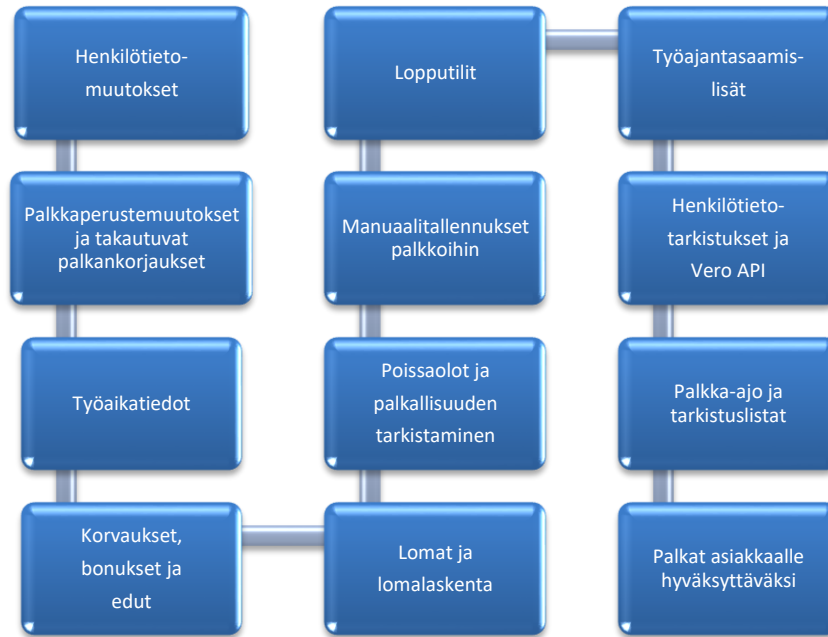 Henkilötieto-
muutokset
Palkkaperustemuutokset
ja takautuvat
palkankorjaukset
Työaikatiedot
Korvaukset,
bonukset ja
edut
Lomat ja
lomalaskenta
Poissaolot ja
palkallisuuden
tarkistaminen
Manuaalitallennukset
palkkoihin
Lopputilit
Työajantasaamis-
lisät
Henkilötieto-
tarkistukset ja
Vero API
Palkka-ajo ja
tarkistuslistat
Palkat asiakkaalle
hyväksyttäväksi